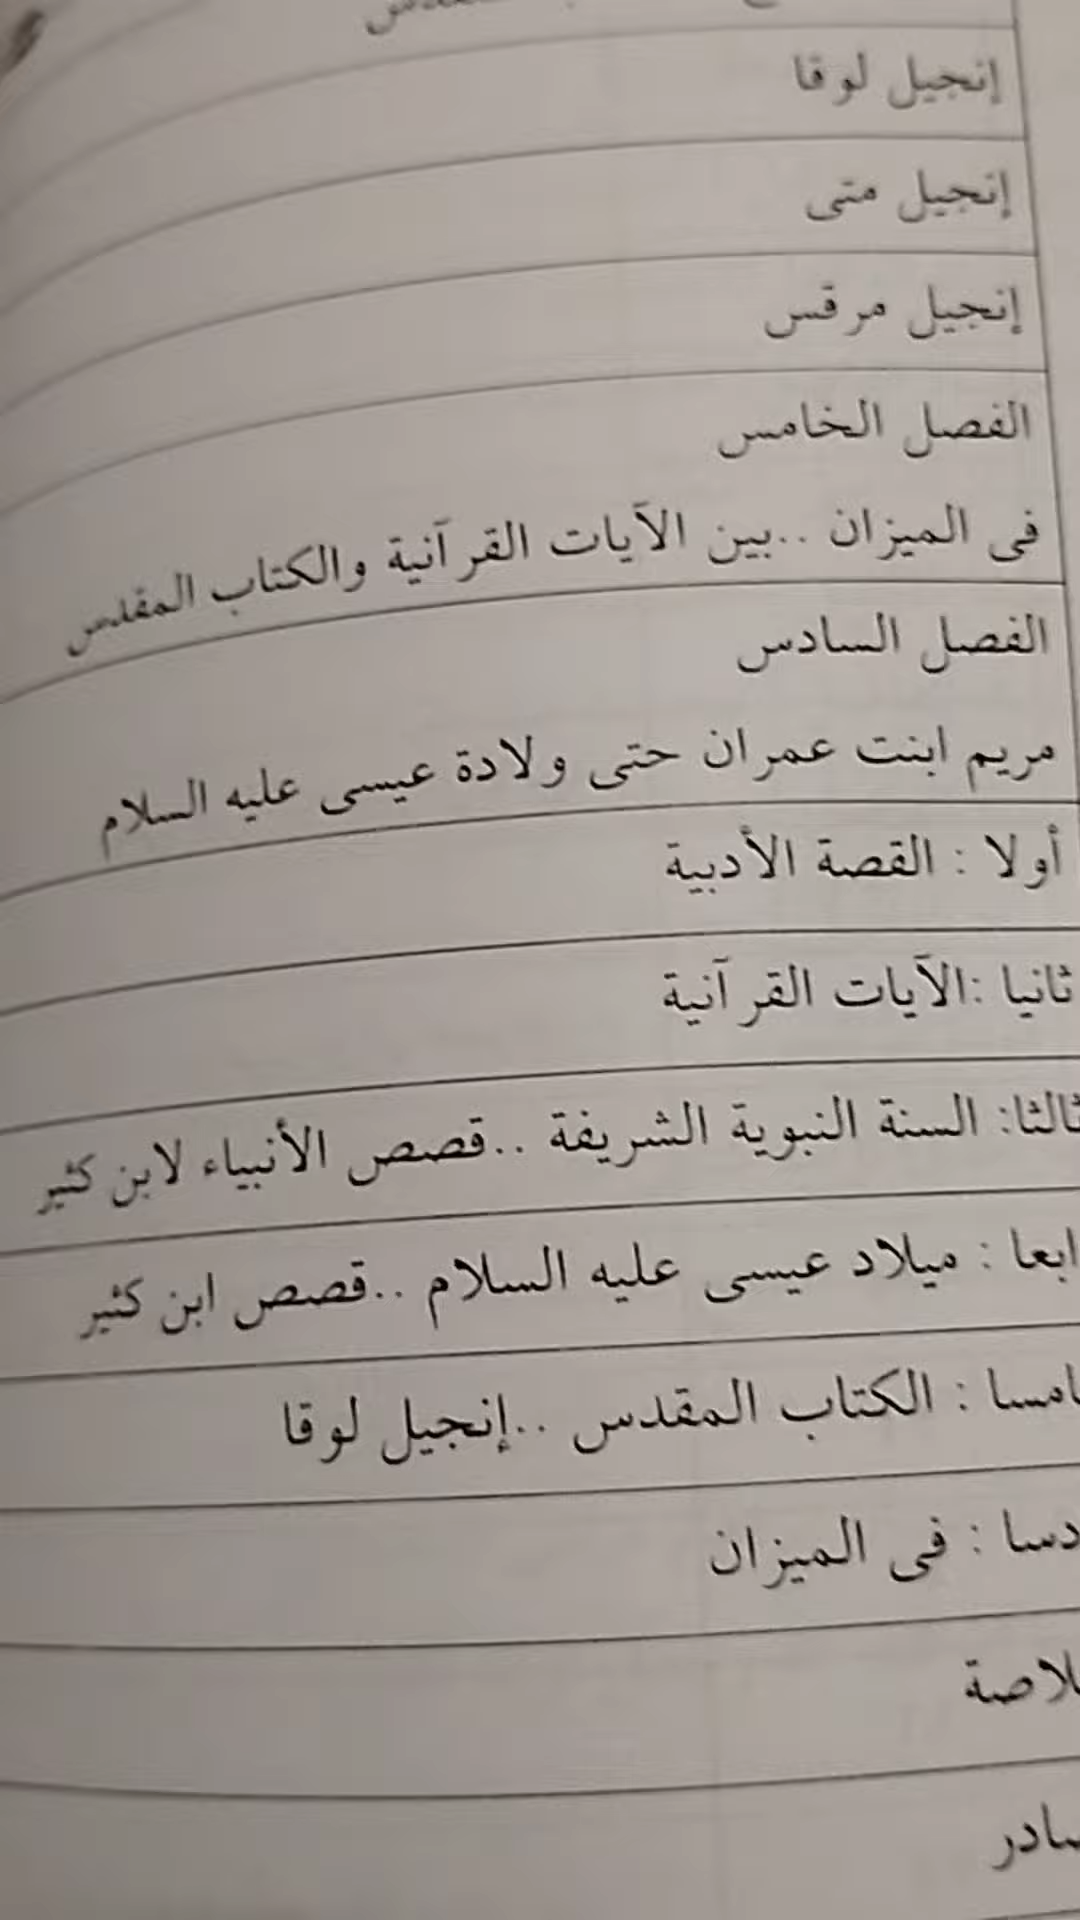 إنجيل لوقا
إنجيل متى
إنجيل مرقس
الفصل الخامس
فى الميزان ..بين الآيات القرآنية والكتاب المقدس
الفصل السادس
مريم ابنت عمران حتى ولادة عيسى عليه السلام
أولا : القصة الأدبية
ثانيا :الآيات القرآنية
ثالثا: السنة النبوية الشريفة ..قصص الأنبياء لابن كثير
ابعا : ميلاد عيسى عليه السلام ..قصص ابن كثير
امسا : الكتاب المقدس ..إنجيل لوقا
دسا : فى الميزان
لاصة
ادر